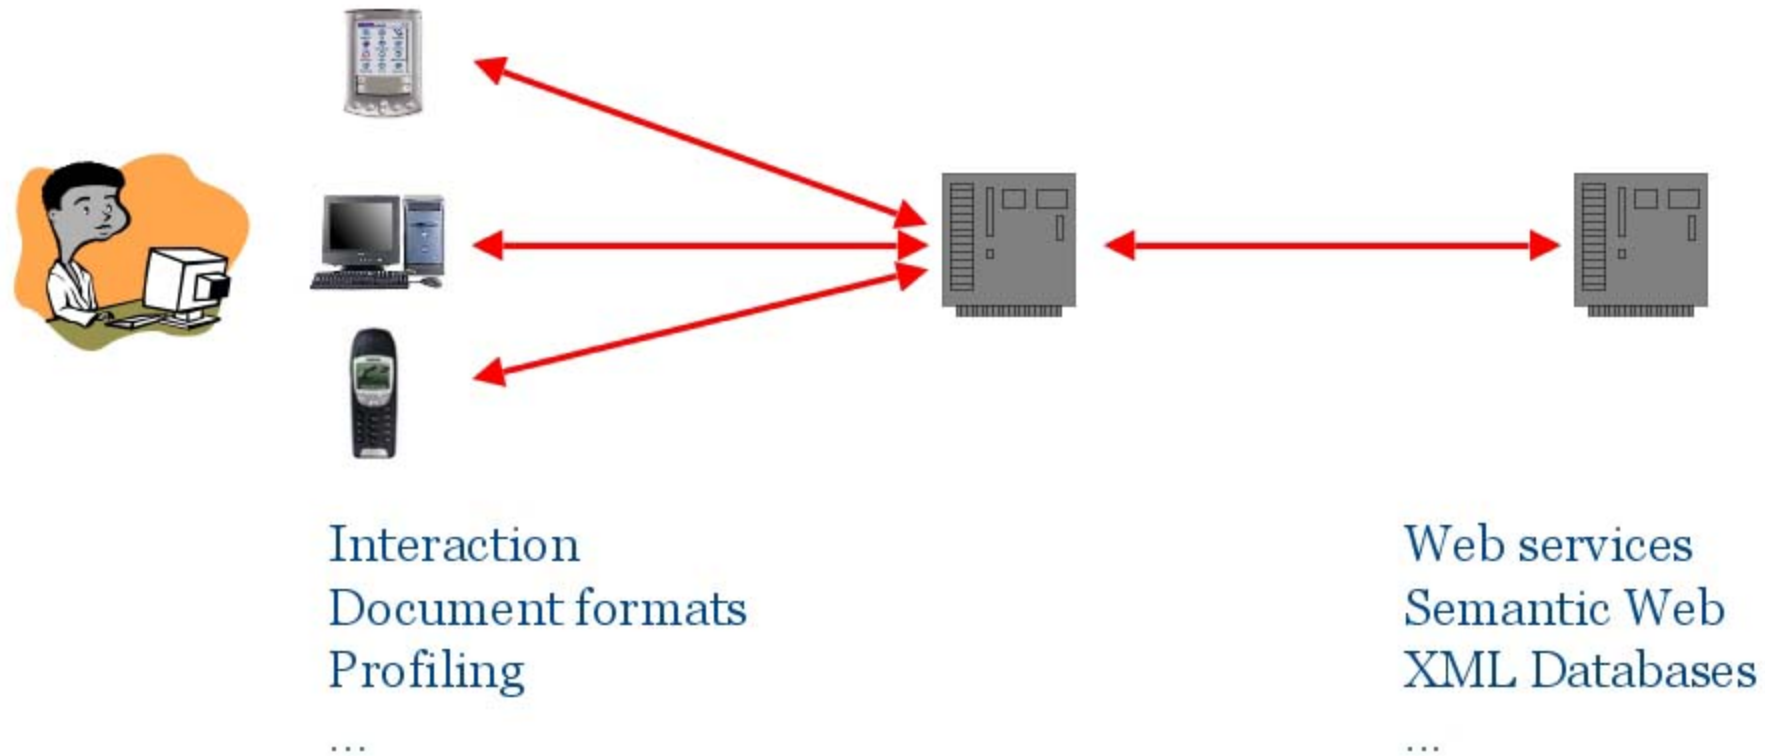 Interaction
Document formats
Profiling
...
Web services
Semantic Web
XML Databases
...